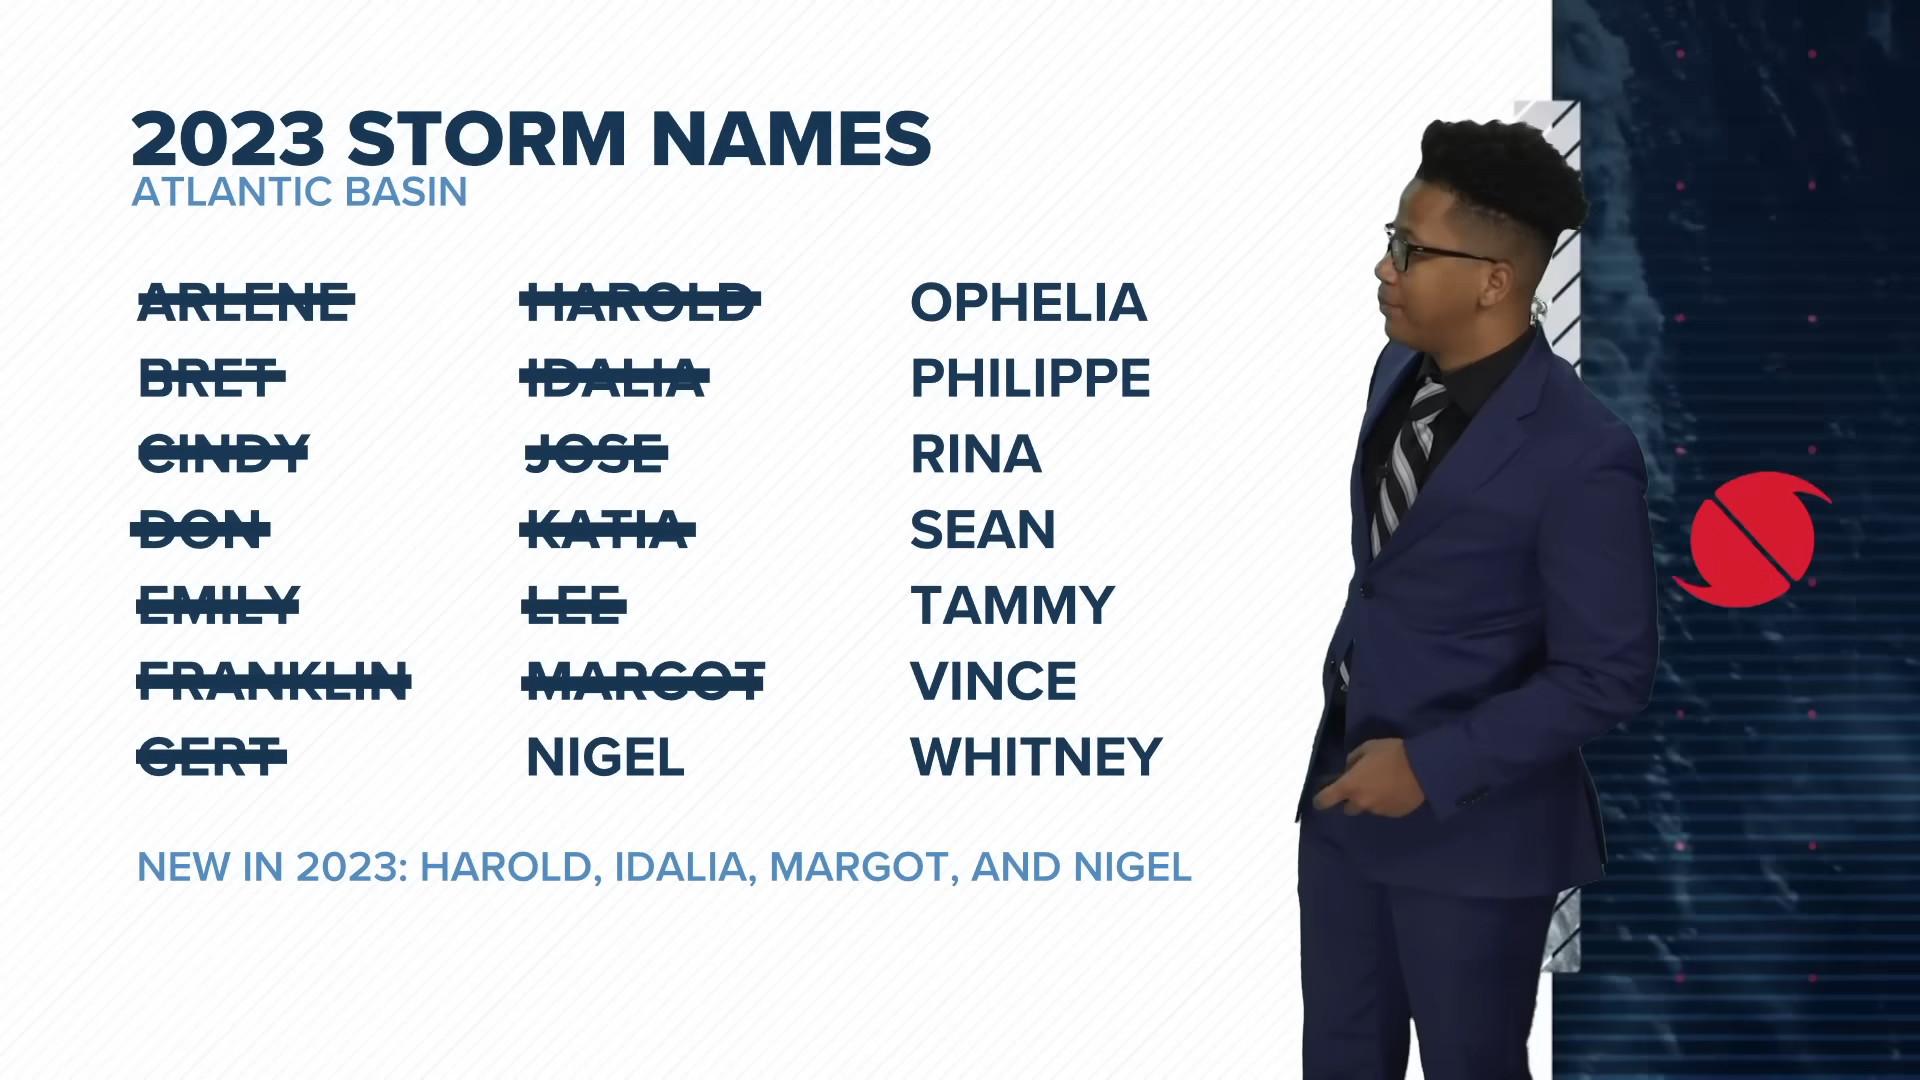 2023 STORM NAMES
ATLANTIC BASIN
ARLENE
BRET
CINDY
DON
EMILY
FRANKLIN
GERT
HAROLD
IDALIA
JOSE
KATIA
LEE
MARGOT
NIGEL
OPHELIA
PHILIPPE
RINA
SEAN
TAMMY
VINCE
WHITNEY
NEW IN 2023: HAROLD, IDALIA, MARGOT, AND NIGEL